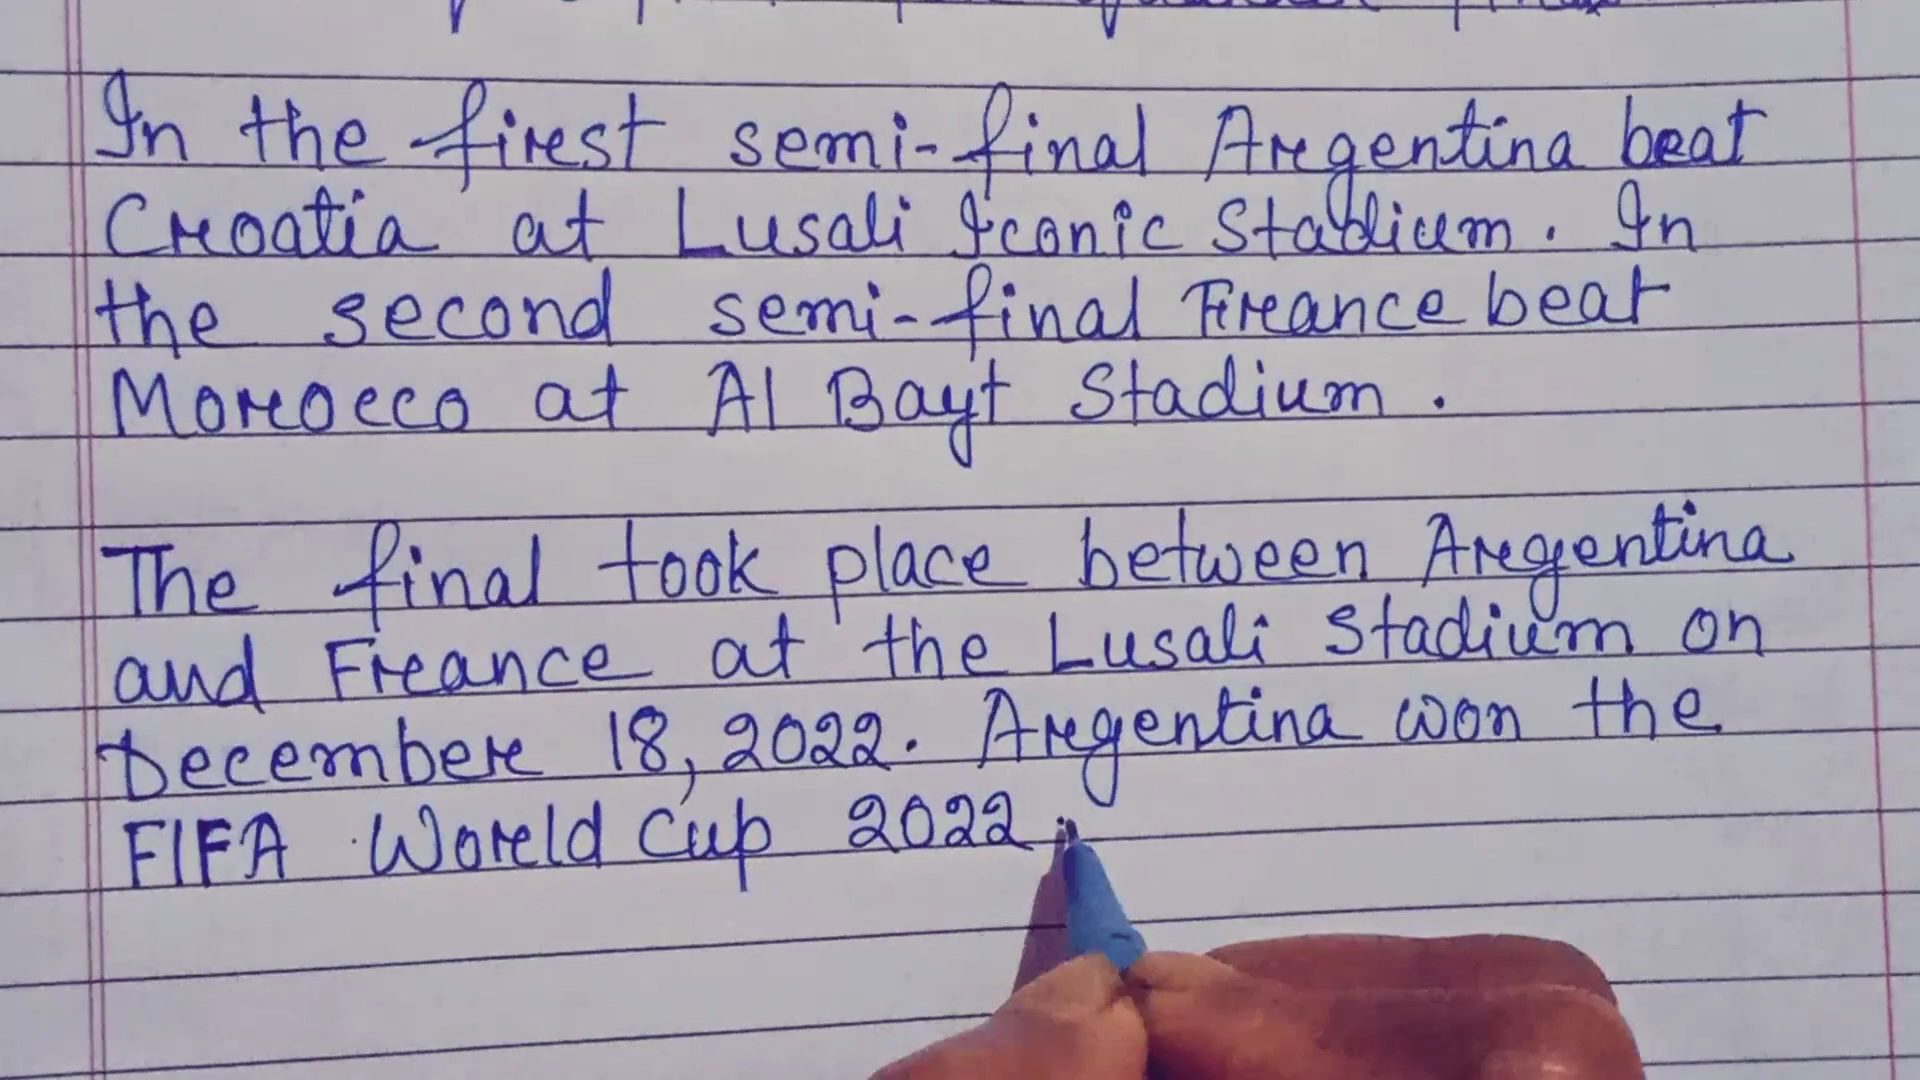 In the first semi-final Argentina beat
Croatia at Lusali Iconic Stadium. In
the second semi-final France beat
Morocco at Al Bayt Stadium.
The final took place between Argentina
and France at the Lusali Stadium on
December 18, 2022. Argentina won the
FIFA World Cup 2022.